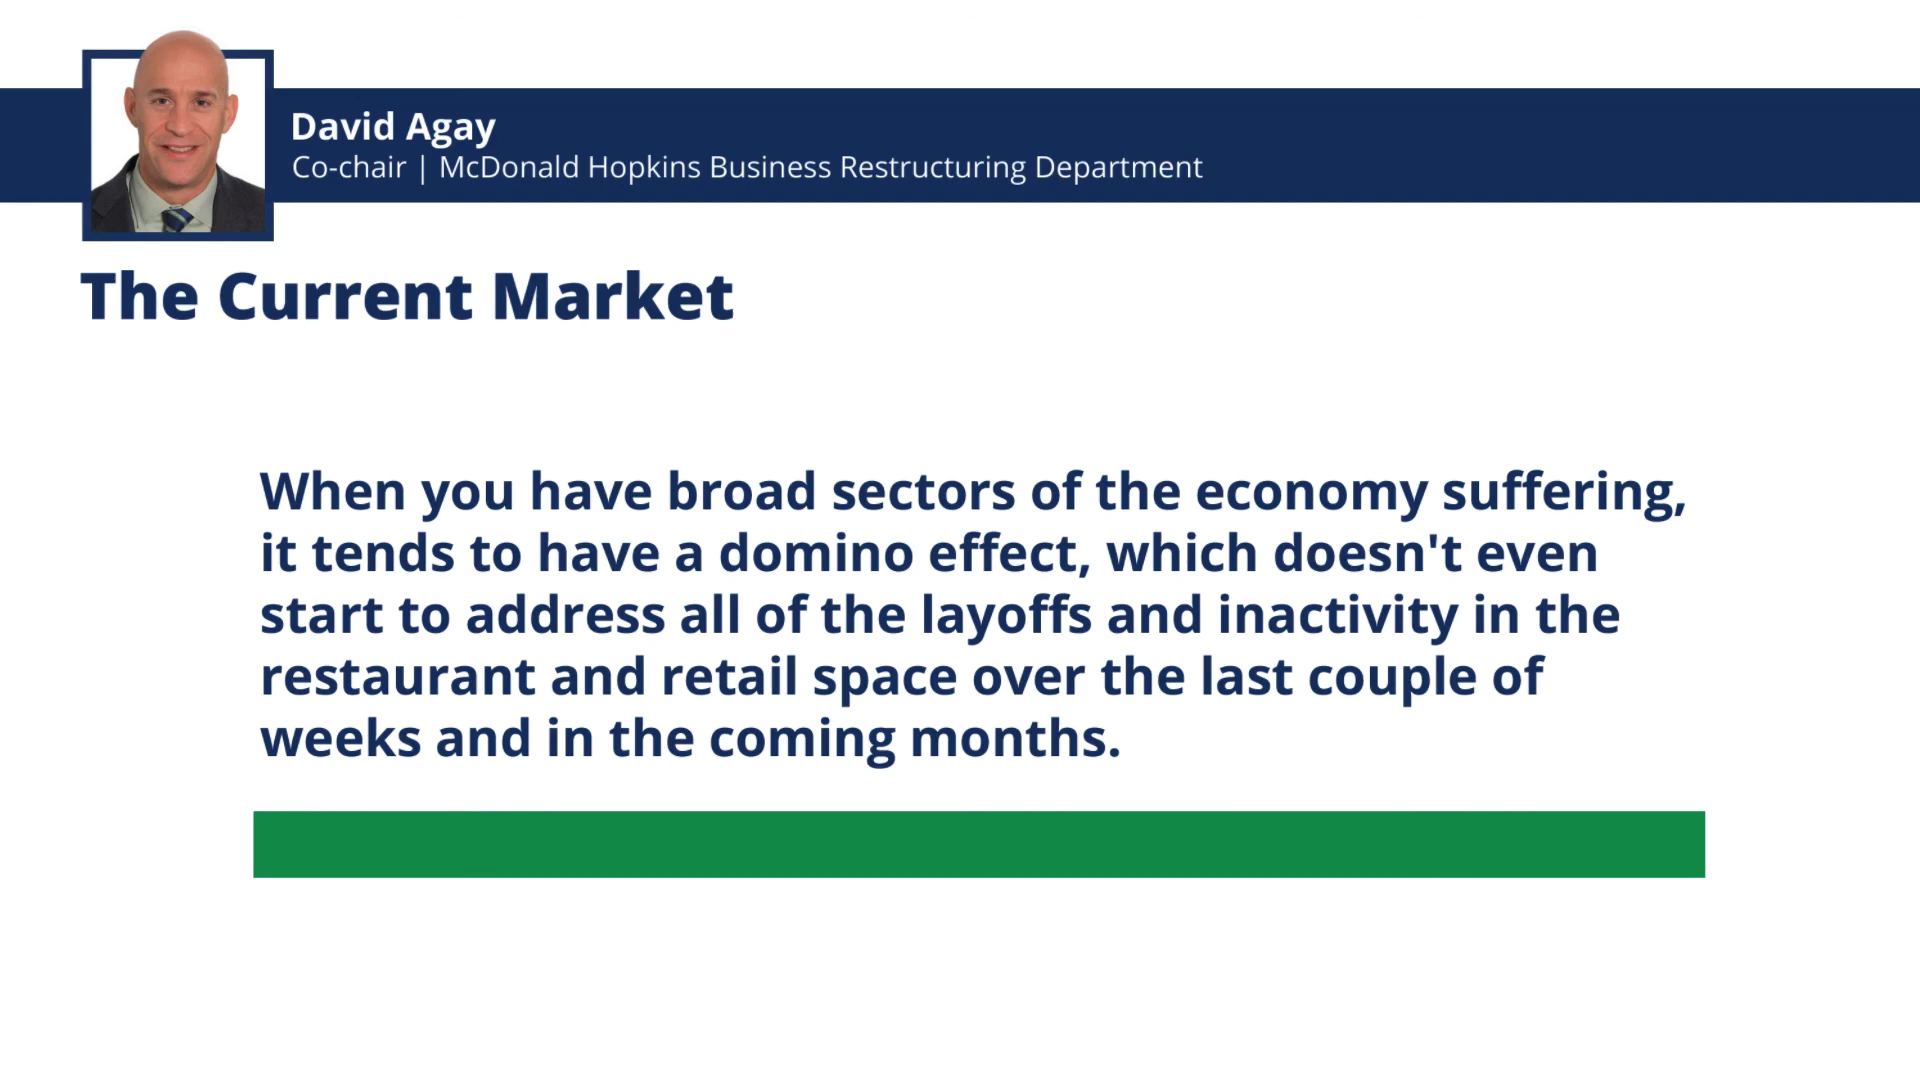 David Agay
Co-chair | McDonald Hopkins Business Restructuring Department
The Current Market
When you have broad sectors of the economy suffering,
it tends to have a domino effect, which doesn't even
start to address all of the layoffs and inactivity in the
restaurant and retail space over the last couple of
weeks and in the coming months.